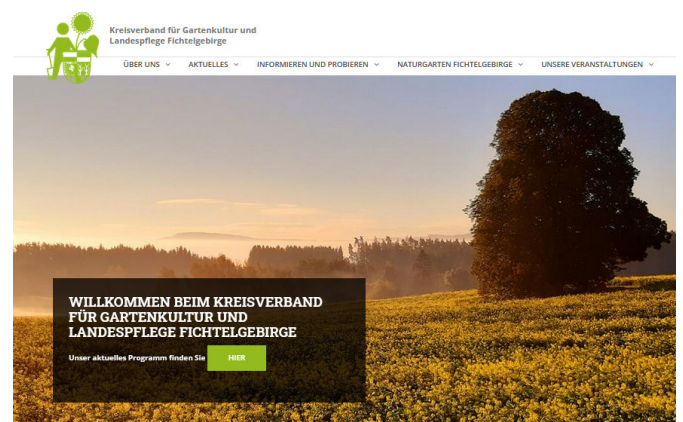 Kreisverband für Gartenkultur und
Landespflege Fichtelgebirge
ÜBER UNS AKTUELLES INFORMIEREN UND PROBIEREN NATURGARTEN FICHTELGEBIRGE UNSERE VERANSTALTUNGEN
WILLKOMMEN BEIM KREISVERBAND
FÜR GARTENKULTUR UND
LANDESPFLEGE FICHTELGEBIRGE
Unser aktuelles Programm finden Sie HIER